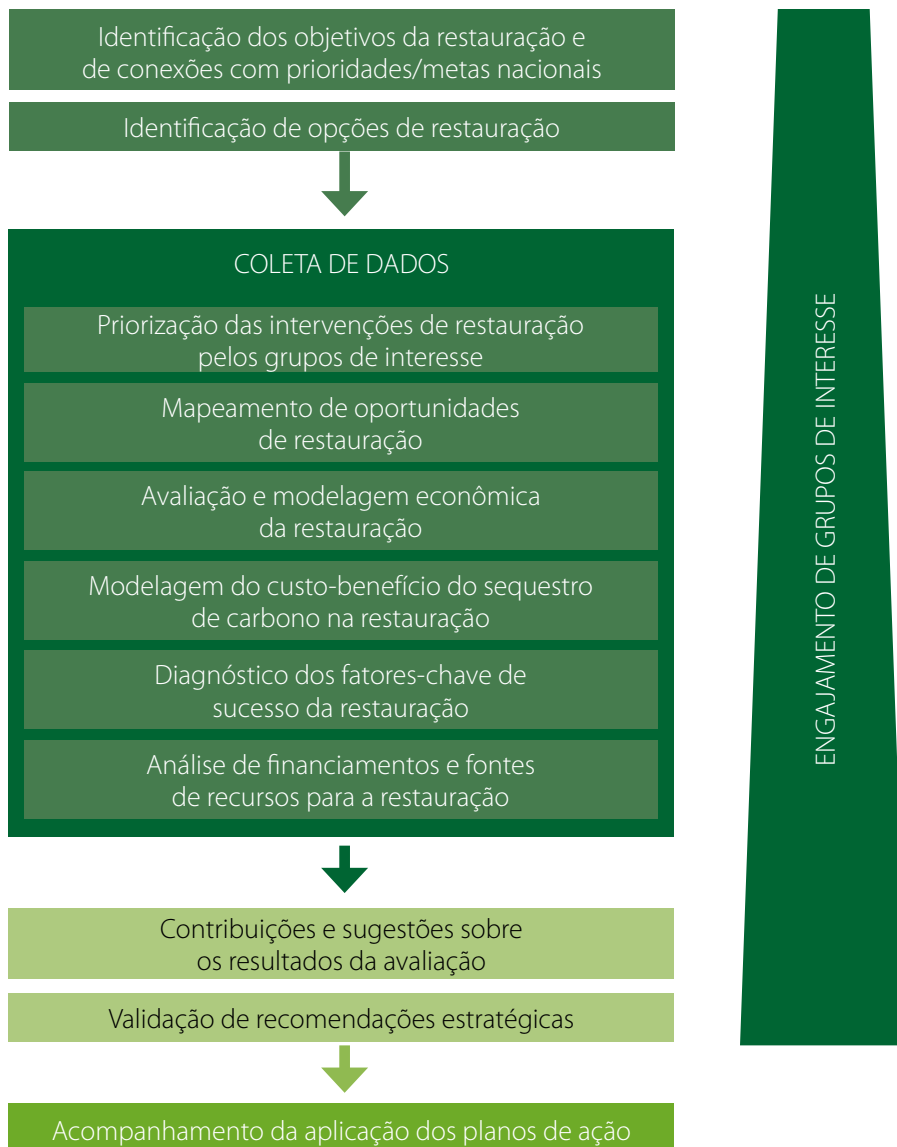 Identificação dos objetivos da restauração e
de conexões com prioridades/metas nacionais
Identificação de opções de restauração
COLETA DE DADOS
Priorização das intervenções de restauração
pelos grupos de interesse
Mapeamento de oportunidades
de restauração
Avaliação e modelagem econômica
da restauração
Modelagem do custo-benefício do sequestro
de carbono na restauração
Diagnóstico dos fatores-chave de
sucesso da restauração
Análise de financiamentos e fontes
de recursos para a restauração
Contribuições e sugestões sobre
os resultados da avaliação
Validação de recomendações estratégicas
Acompanhamento da aplicação dos planos de ação
ENGAJAMENTO DE GRUPOS DE INTERESSE